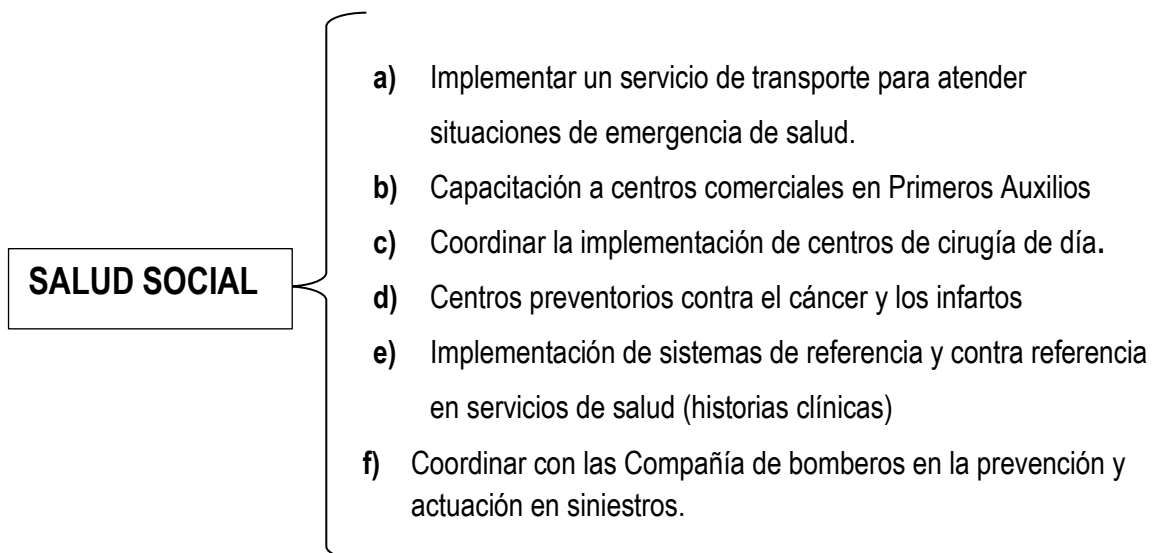 a) Implementar un servicio de transporte para atender
situaciones de emergencia de salud.
b) Capacitación a centros comerciales en Primeros Auxilios
c) Coordinar la implementación de centros de cirugía de día.
SALUD SOCIAL
d) Centros preventorios contra el cáncer y los infartos
e) Implementación de sistemas de referencia y contra referencia
en servicios de salud (historias clínicas)
f) Coordinar con las Compañía de bomberos en la prevención y
actuación en siniestros.